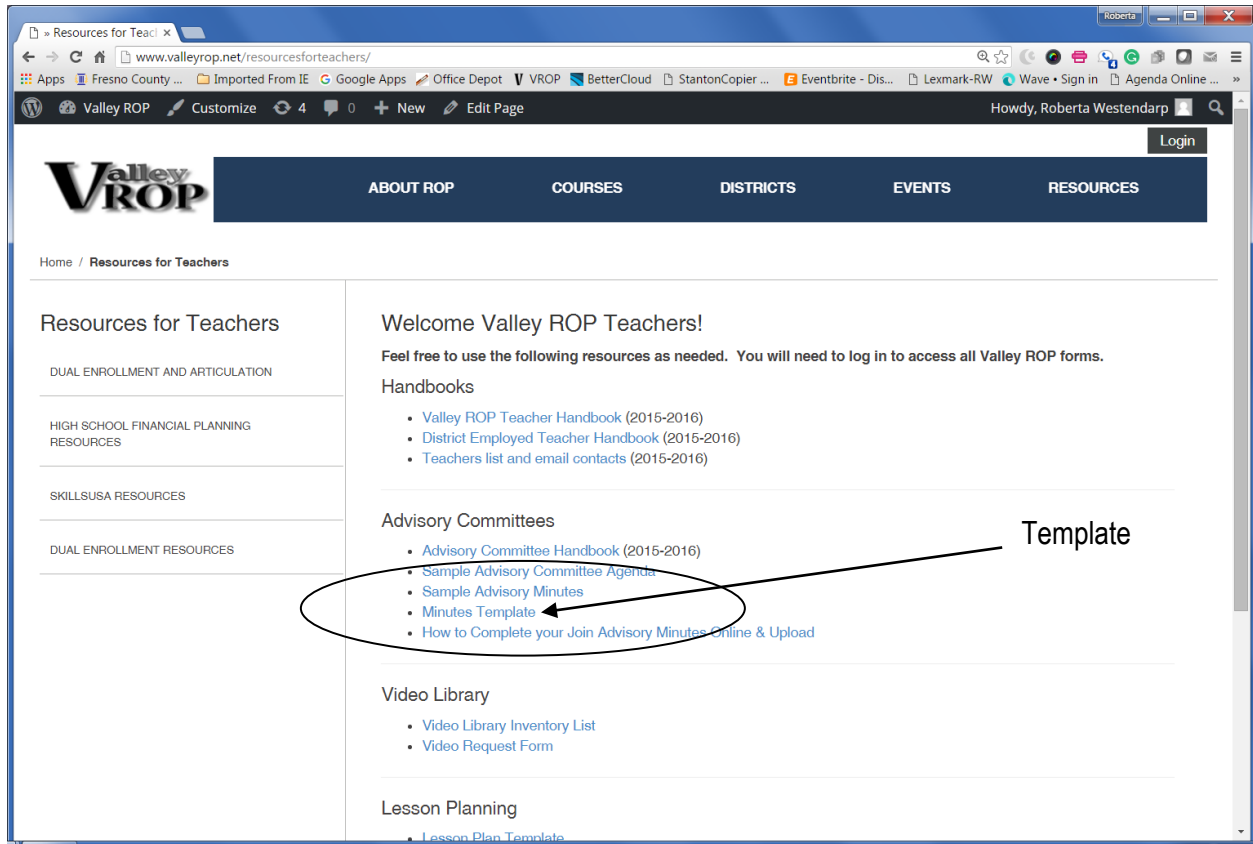 Roberta
» Resources for Teac
www.valleyrop.net/resourcesforteachers/
Apps Fresno County ... Imported From IE Google Apps Office Depot VROP BetterCloud StantonCopier ... Eventbrite - Dis... Lexmark-RW Wave • Sign in Agenda Online ... »
Valley ROP Customize 4 0 New Edit Page Howdy, Roberta Westendarp
Login
Valley ROP
ABOUT ROP COURSES DISTRICTS EVENTS RESOURCES
Home / Resources for Teachers
Resources for Teachers
DUAL ENROLLMENT AND ARTICULATION
HIGH SCHOOL FINANCIAL PLANNING
RESOURCES
SKILLSUSA RESOURCES
DUAL ENROLLMENT RESOURCES
Welcome Valley ROP Teachers!
Feel free to use the following resources as needed. You will need to log in to access all Valley ROP forms.
Handbooks
• Valley ROP Teacher Handbook (2015-2016)
• District Employed Teacher Handbook (2015-2016)
• Teachers list and email contacts (2015-2016)
Advisory Committees
• Advisory Committee Handbook (2015-2016)
• Sample Advisory Committee Agenda
• Sample Advisory Minutes
• Minutes Template
• How to Complete your Join Advisory Minutes Online & Upload
Template
Video Library
• Video Library Inventory List
• Video Request Form
Lesson Planning
• Lesson Plan Template